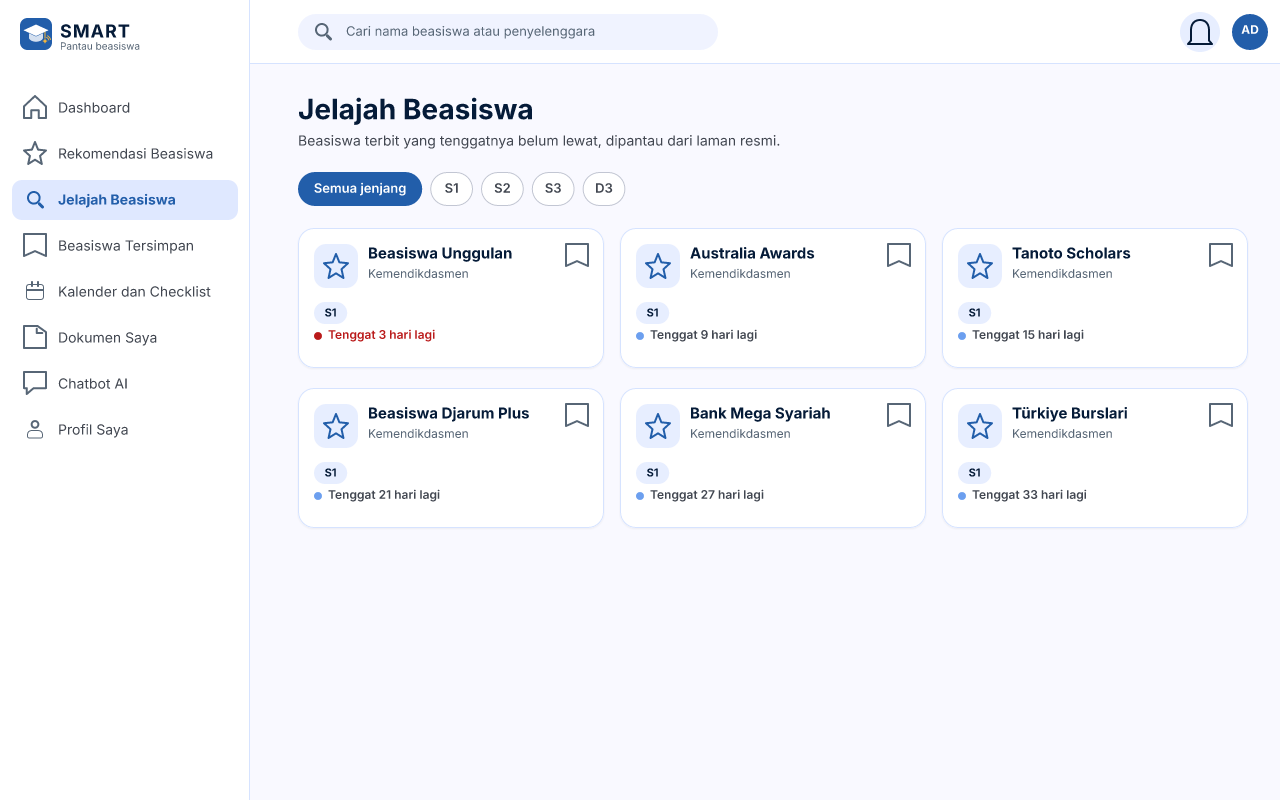 SMART
Pantau beasiswa
Cari nama beasiswa atau penyelenggara
AD
Dashboard
Rekomendasi Beasiswa
Jelajah Beasiswa
Beasiswa Tersimpan
Kalender dan Checklist
Dokumen Saya
Chatbot AI
Profil Saya
Jelajah Beasiswa
Beasiswa terbit yang tenggatnya belum lewat, dipantau dari laman resmi.
Semua jenjang S1 S2 S3 D3
Beasiswa Unggulan
Kemendikdasmen
S1
Tenggat 3 hari lagi
Australia Awards
Kemendikdasmen
S1
Tenggat 9 hari lagi
Tanoto Scholars
Kemendikdasmen
S1
Tenggat 15 hari lagi
Beasiswa Djarum Plus
Kemendikdasmen
S1
Tenggat 21 hari lagi
Bank Mega Syariah
Kemendikdasmen
S1
Tenggat 27 hari lagi
Türkiye Burslari
Kemendikdasmen
S1
Tenggat 33 hari lagi